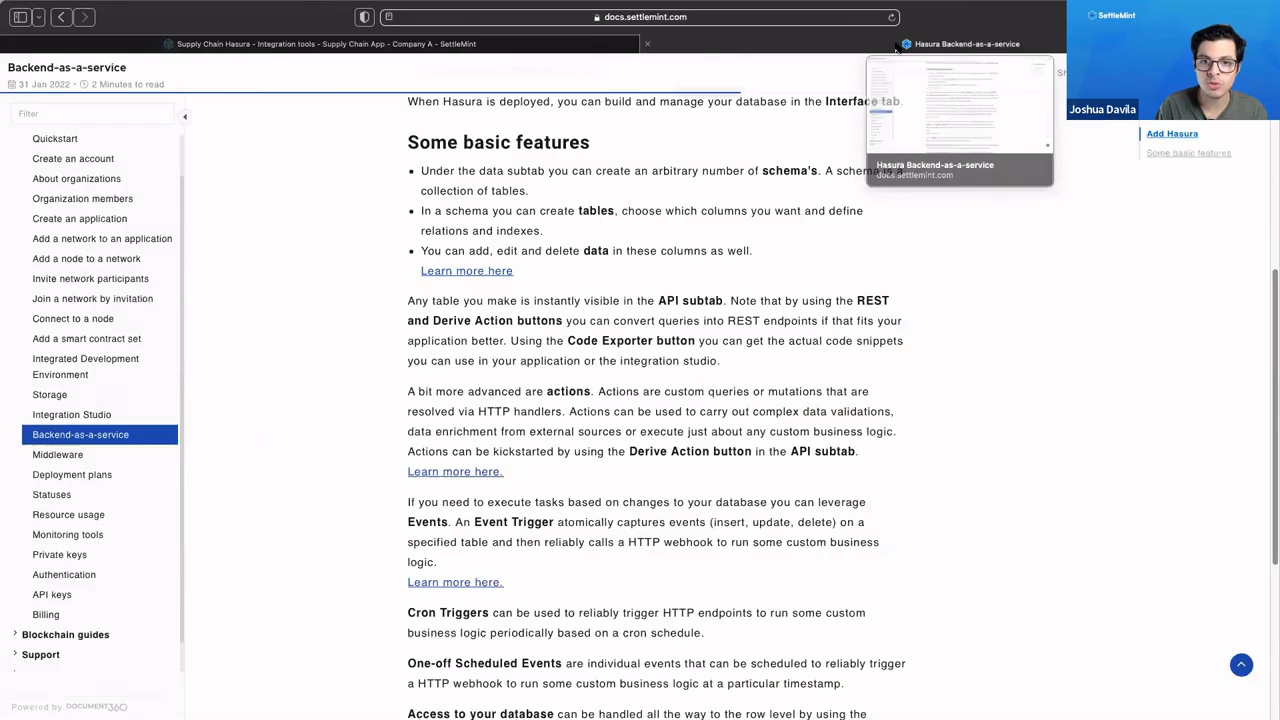 docs.settlemint.com
Supply Chain Hasura - Integration tools - Supply Chain App - Company A - SettleMint
Hasura Backend-as-a-service
SettleMint
Joshua Davila
Backend-as-a-service
31 Jan 2022 • 2 Minutes to read
Sh
Filter
Quickstart
Create an account
About organizations
Organization members
Create an application
Add a network to an application
Add a node to a network
Invite network participants
Join a network by invitation
Connect to a node
Add a smart contract set
Integrated Development
Environment
Storage
Integration Studio
Backend-as-a-service
Middleware
Deployment plans
Statuses
Resource usage
Monitoring tools
Private keys
Authentication
API keys
Billing
Blockchain guides
Support
Powered by DOCUMENT360
When Hasura is deployed, you can build and manage your database in the Interface tab.
Some basic features
• Under the data subtab you can create an arbitrary number of schema's. A schema is a
collection of tables.
• In a schema you can create tables, choose which columns you want and define
relations and indexes.
• You can add, edit and delete data in these columns as well.
Learn more here
Any table you make is instantly visible in the API subtab. Note that by using the REST
and Derive Action buttons you can convert queries into REST endpoints if that fits your
application better. Using the Code Exporter button you can get the actual code snippets
you can use in your application or the integration studio.
A bit more advanced are actions. Actions are custom queries or mutations that are
resolved via HTTP handlers. Actions can be used to carry out complex data validations,
data enrichment from external sources or execute just about any custom business logic.
Actions can be kickstarted by using the Derive Action button in the API subtab.
Learn more here.
If you need to execute tasks based on changes to your database you can leverage
Events. An Event Trigger atomically captures events (insert, update, delete) on a
specified table and then reliably calls a HTTP webhook to run some custom business
logic.
Learn more here.
Cron Triggers can be used to reliably trigger HTTP endpoints to run some custom
business logic periodically based on a cron schedule.
One-off Scheduled Events are individual events that can be scheduled to reliably trigger
a HTTP webhook to run some custom business logic at a particular timestamp.
Access to your database can be handled all the way to the row level by using the
Hasura Backend-as-a-service
docs.settlemint.com
Add Hasura
Some basic features